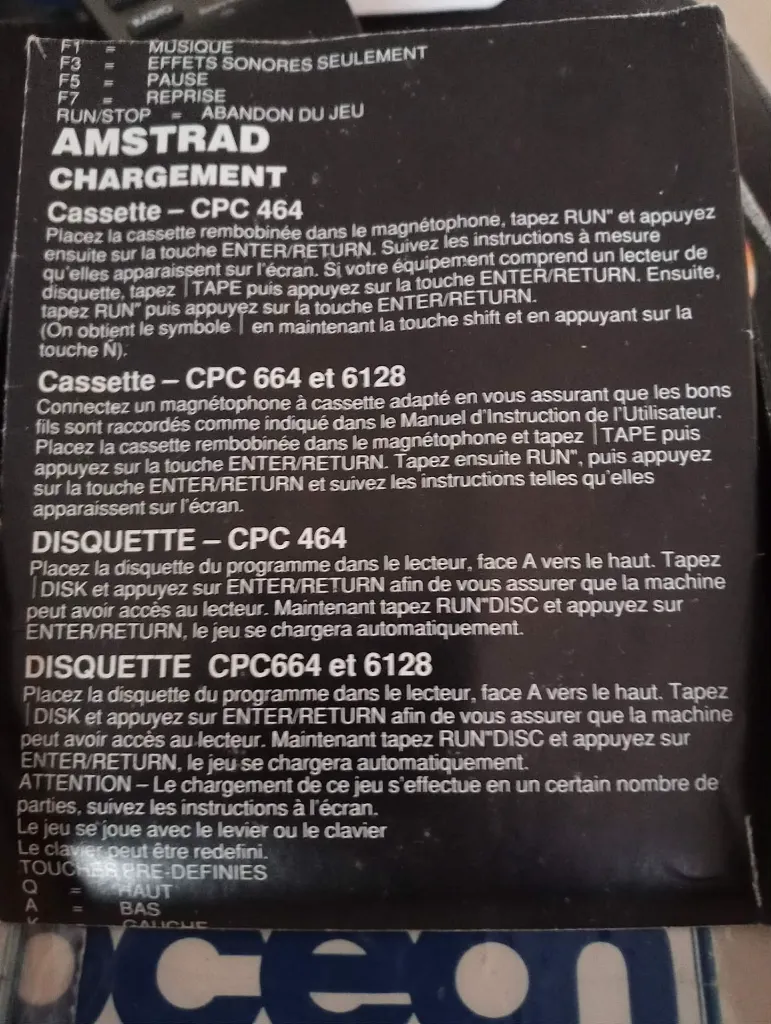 RADIO
F1 = MUSIQUE
F3 = EFFETS SONORES SEULEMENT
F5 = PAUSE
F7 = REPRISE
RUN/STOP = ABANDON DU JEU
AMSTRAD
CHARGEMENT
Cassette – CPC 464
Placez la cassette rembobinée dans le magnétophone, tapez RUN" et appuyez
ensuite sur la touche ENTER/RETURN. Suivez les instructions à mesure
qu'elles apparaissent sur l'écran. Si votre équipement comprend un lecteur de
disquette, tapez |TAPE puis appuyez sur la touche ENTER/RETURN. Ensuite,
tapez RUN" puis appuyez sur la touche ENTER/RETURN.
(On obtient le symbole | en maintenant la touche shift et en appuyant sur la
touche N).
Cassette – CPC 664 et 6128
Connectez un magnétophone à cassette adapté en vous assurant que les bons
fils sont raccordés comme indiqué dans le Manuel d'Instruction de l'Utilisateur.
Placez la cassette rembobinée dans le magnétophone et tapez |TAPE puis
appuyez sur la touche ENTER/RETURN. Tapez ensuite RUN", puis appuyez
sur la touche ENTER/RETURN et suivez les instructions telles qu'elles
apparaissent sur l'écran.
DISQUETTE – CPC 464
Placez la disquette du programme dans le lecteur, face A vers le haut. Tapez
|DISK et appuyez sur ENTER/RETURN afin de vous assurer que la machine
peut avoir accès au lecteur. Maintenant tapez RUN"DISC et appuyez sur
ENTER/RETURN, le jeu se chargera automatiquement.
DISQUETTE CPC664 et 6128
Placez la disquette du programme dans le lecteur, face A vers le haut. Tapez
|DISK et appuyez sur ENTER/RETURN afin de vous assurer que la machine
peut avoir accès au lecteur. Maintenant tapez RUN"DISC et appuyez sur
ENTER/RETURN, le jeu se chargera automatiquement.
ATTENTION – Le chargement de ce jeu s'effectue en un certain nombre de
parties, suivez les instructions à l'écran.
Le jeu se joue avec le levier ou le clavier
Le clavier peut être redefini.
TOUCHES PRE-DEFINIES
Q = HAUT
A = BAS
K GAUCHE
ocean